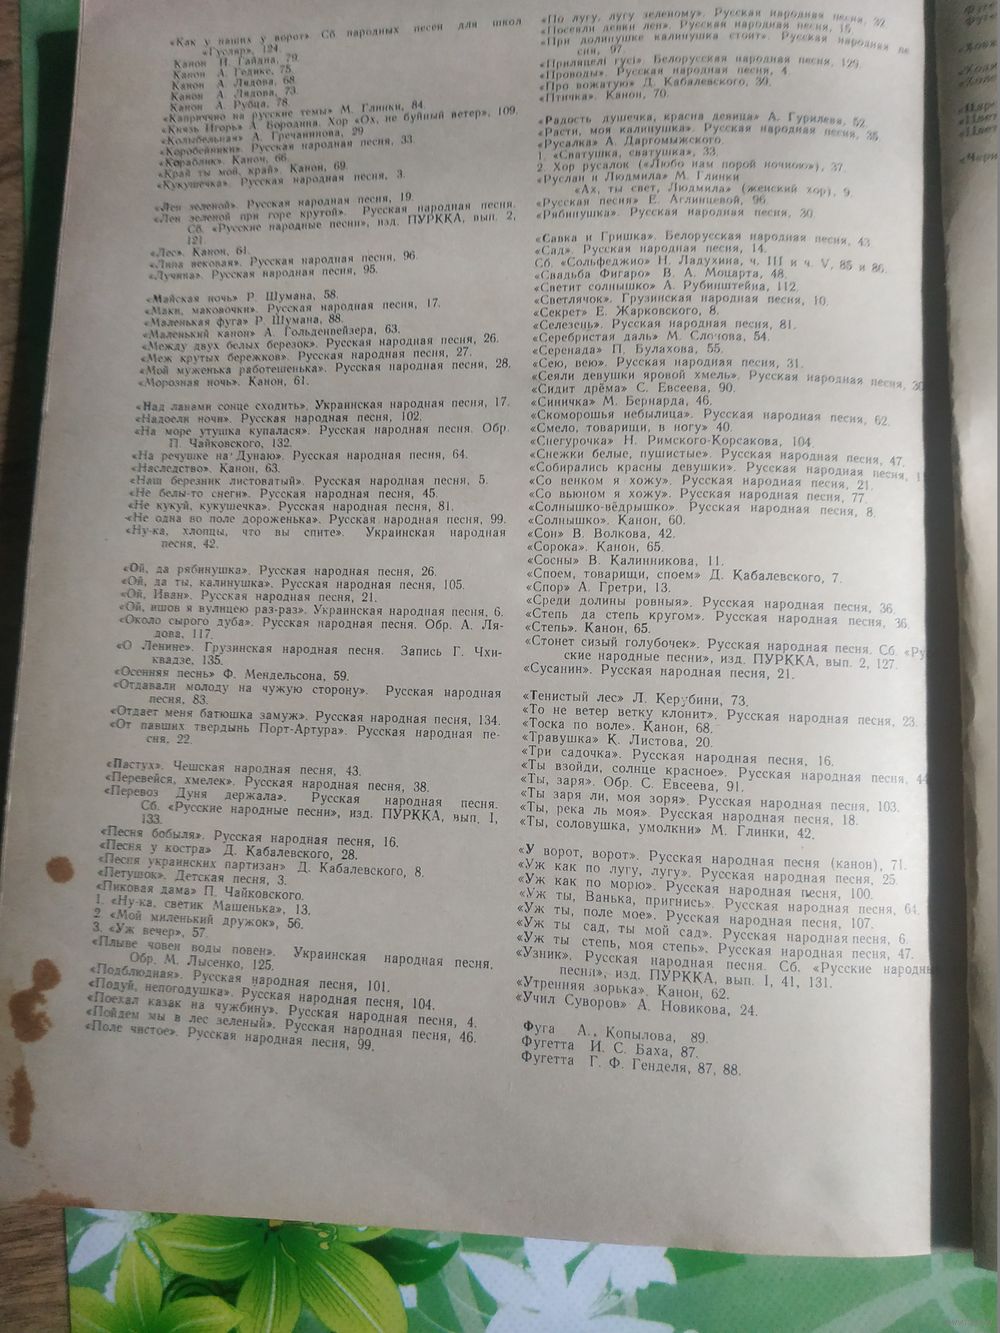 «Как у наших у ворот» Сб народных песен для школ
«Гусляр», 124.
Канон И. Гайдна, 79.
Канон А. Гедике, 75.
Канон А. Лядова, 68.
Канон А. Лядова, 73.
Канон А. Рубца, 78.
«Каприччио на русские темы» М. Глинки, 84.
«Князь Игорь» А. Бородина. Хор «Ох, не буйный ветер», 109.
«Колыбельная» А. Гречанинова, 29
«Коробейники». Русская народная песня, 33.
«Кораблик». Канон, 66.
«Край ты мой, край». Канон, 69.
«Кукушечка». Русская народная песня, 3.
«Лен зеленой». Русская народная песня, 19.
«Лен зеленой при горе крутой». Русская народная песня.
Сб. «Русские народные песни», изд. ПУРККА, вып. 2,
121.
«Лес». Канон, 61.
«Липа вековая». Русская народная песня, 96.
«Лучина». Русская народная песня, 95.
«Майская ночь» Р. Шумана, 58.
«Маки, маковочки». Русская народная песня, 17.
«Маленькая фуга» Р. Шумана, 88.
«Маленький канон» А. Гольденвейзера, 63.
«Между двух белых березок». Русская народная песня, 26.
«Меж крутых бережков». Русская народная песня, 27.
«Мой муженька работешенька». Русская народная песня, 28.
«Морозная ночь». Канон, 61.
«Над ланами сонце сходить». Украинская народная песня, 17.
«Надоели ночи». Русская народная песня, 102.
«На море утушка купалася». Русская народная песня. Обр.
П. Чайковского, 132.
«На речушке на Дунаю». Русская народная песня, 64.
«Наследство». Канон, 63.
«Наш березник листоватый». Русская народная песня, 5.
«Не белы-то снеги». Русская народная песня, 45.
«Не кукуй, кукушечка». Русская народная песня, 81.
«Не одна во поле дороженька». Русская народная песня, 99.
«Ну-ка, хлопцы, что вы спите». Украинская народная
песня, 42.
«Ой, да рябинушка». Русская народная песня, 26.
«Ой, да ты, калинушка». Русская народная песня, 105.
«Ой, Иван». Русская народная песня, 21.
«Ой, ишов я вулицею раз-раз». Украинская народная песня, 6.
«Около сырого дуба». Русская народная песня. Обр. А. Ля-
дова, 117.
«О Ленине». Грузинская народная песня. Запись Г. Чхи-
квадзе, 135.
«Осенняя песнь» Ф. Мендельсона, 59.
«Отдавали молоду на чужую сторону». Русская народная
песня, 83.
«Отдает меня батюшка замуж». Русская народная песня, 134.
«От павших твердынь Порт-Артура». Русская народная пе-
сня, 22.
«Пастух». Чешская народная песня, 43.
«Перевейся, хмелек». Русская народная песня, 38.
«Перевоз Дуня держала». Русская народная песня.
Сб. «Русские народные песни», изд. ПУРККА, вып. 1,
133.
«Песня бобыля». Русская народная песня, 16.
«Песня у костра» Д. Кабалевского, 28.
«Песня украинских партизан» Д. Кабалевского, 8.
«Петушок». Детская песня, 3.
«Пиковая дама» П. Чайковского.
1. «Ну-ка, светик Машенька», 13.
2. «Мой миленький дружок», 56.
3. «Уж вечер», 57.
«Плыве човен воды повен». Украинская народная песня.
Обр. М. Лысенко, 125.
«Подблюдная». Русская народная песня, 101.
«Подуй, непогодушка». Русская народная песня, 104.
«Поехал казак на чужбину». Русская народная песня, 4.
«Пойдем мы в лес зеленый». Русская народная песня, 46.
«Поле чистое». Русская народная песня, 99.
«По лугу, лугу зеленому». Русская народная песня, 32.
«Посеяли девки лен». Русская народная песня, 15.
«При долинушке калинушка стоит». Русская народная пе
сня, 97.
«Прилящелі гусі». Белорусская народная песня, 129.
«Проводы». Русская народная песня, 4.
«Про вожатую» Д. Кабалевского, 39.
«Птичка». Канон, 70.
«Радость душечка, красна девица» А. Гурилева, 52.
«Расти, моя калинушка». Русская народная песня, 35.
«Русалка» А. Даргомыжского.
1. «Сватушка, сватушка», 33.
2. Хор русалок («Любо нам порой ночною»), 37.
«Руслан и Людмила» М. Глинки
«Ах, ты свет, Людмила» (женский хор), 9.
«Русская песня» Е. Аглинцевой, 96.
«Рябинушка». Русская народная песня, 30.
«Савка и Гришка». Белорусская народная песня, 43
«Сад». Русская народная песня, 14.
Сб. «Сольфеджио» Н. Ладухина, ч. III и ч. V, 85 и 86.
«Свадьба Фигаро» В. А. Моцарта, 48.
«Светит солнышко» А. Рубинштейна, 112.
«Светлячок». Грузинская народная песня, 10.
«Секрет» Е. Жарковского, 8.
«Селезень». Русская народная песня, 81.
«Серебристая даль» М. Слонова, 54.
«Серенада» П. Булахова, 55.
«Сею, вею». Русская народная песня, 31.
«Сеяли девушки яровой хмель». Русская народная песня, 30
«Сидит дрёма» С. Евсеева, 90.
«Синичка» М. Бернарда, 46.
«Скоморошья небылица». Русская народная песня, 62.
«Смело, товарищи, в ногу» 40.
«Снегурочка» Н. Римского-Корсакова, 104.
«Снежки белые, пушистые». Русская народная песня, 47.
«Собирались красны девушки». Русская народная песня, 1
«Со венком я хожу». Русская народная песня, 21.
«Со вьюном я хожу». Русская народная песня, 77.
«Солнышко-вёдрышко». Русская народная песня, 8.
«Солнышко». Канон, 60.
«Сон» В. Волкова, 42.
«Сорока». Канон, 65.
«Сосны» В. Калинникова, 11.
«Споем, товарищи, споем» Д. Кабалевского, 7.
«Спор» А. Гретри, 13.
«Среди долины ровныя». Русская народная песня, 36.
«Степь да степь кругом». Русская народная песня, 36.
«Степь». Канон, 65.
«Стонет сизый голубочек». Русская народная песня. Сб. «Ру
ские народные песни», изд. ПУРККА, вып. 2, 127.
«Сусанин». Русская народная песня, 21.
«Тенистый лес» Л. Керубини, 73.
«То не ветер ветку клонит». Русская народная песня, 23.
«Тоска по воле». Канон, 68.
«Травушка» К. Листова, 20.
«Три садочка». Русская народная песня, 16.
«Ты взойди, солнце красное». Русская народная песня, 44
«Ты, заря». Обр. С. Евсеева, 91.
«Ты заря ли, моя зоря». Русская народная песня, 103.
«Ты, река ль моя». Русская народная песня, 18.
«Ты, соловушка, умолкни» М. Глинки, 42.
«У ворот, ворот». Русская народная песня (канон), 71.
«Уж как по лугу, лугу». Русская народная песня, 25.
«Уж как по морю». Русская народная песня, 100.
«Уж ты, Ванька, пригнись». Русская народная песня, 64.
«Уж ты, поле мое». Русская народная песня, 107.
«Уж ты сад, ты мой сад». Русская народная песня, 6.
«Уж ты степь, моя степь». Русская народная песня, 47.
«Узник». Русская народная песня. Сб. «Русские народн
песни», изд. ПУРККА, вып. 1, 41, 131.
«Утренняя зорька». Канон, 62.
«Учил Суворов» А. Новикова, 24.
Фуга А. Копылова, 89.
Фугетта И. С. Баха, 87.
Фугетта Г. Ф. Генделя, 87, 88.